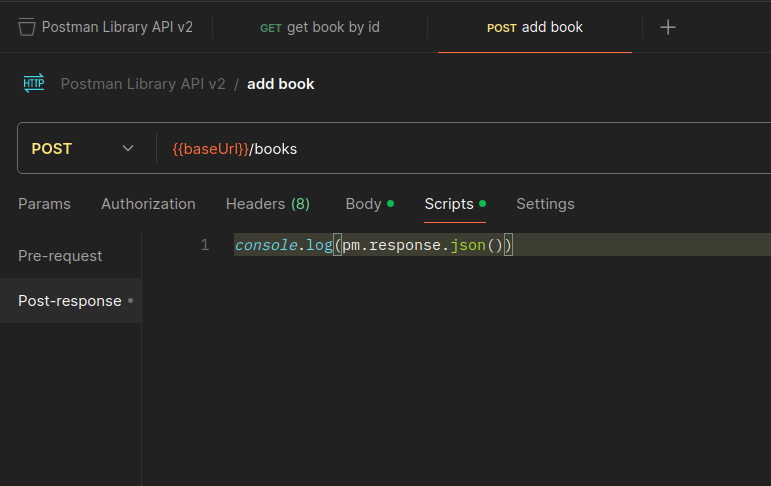 Postman Library API v2 GET get book by id POST add book
HTTP Postman Library API v2 / add book
POST {{baseUrl}}/books
Params Authorization Headers (8) Body Scripts Settings
Pre-request
Post-response
1 console.log(pm.response.json())